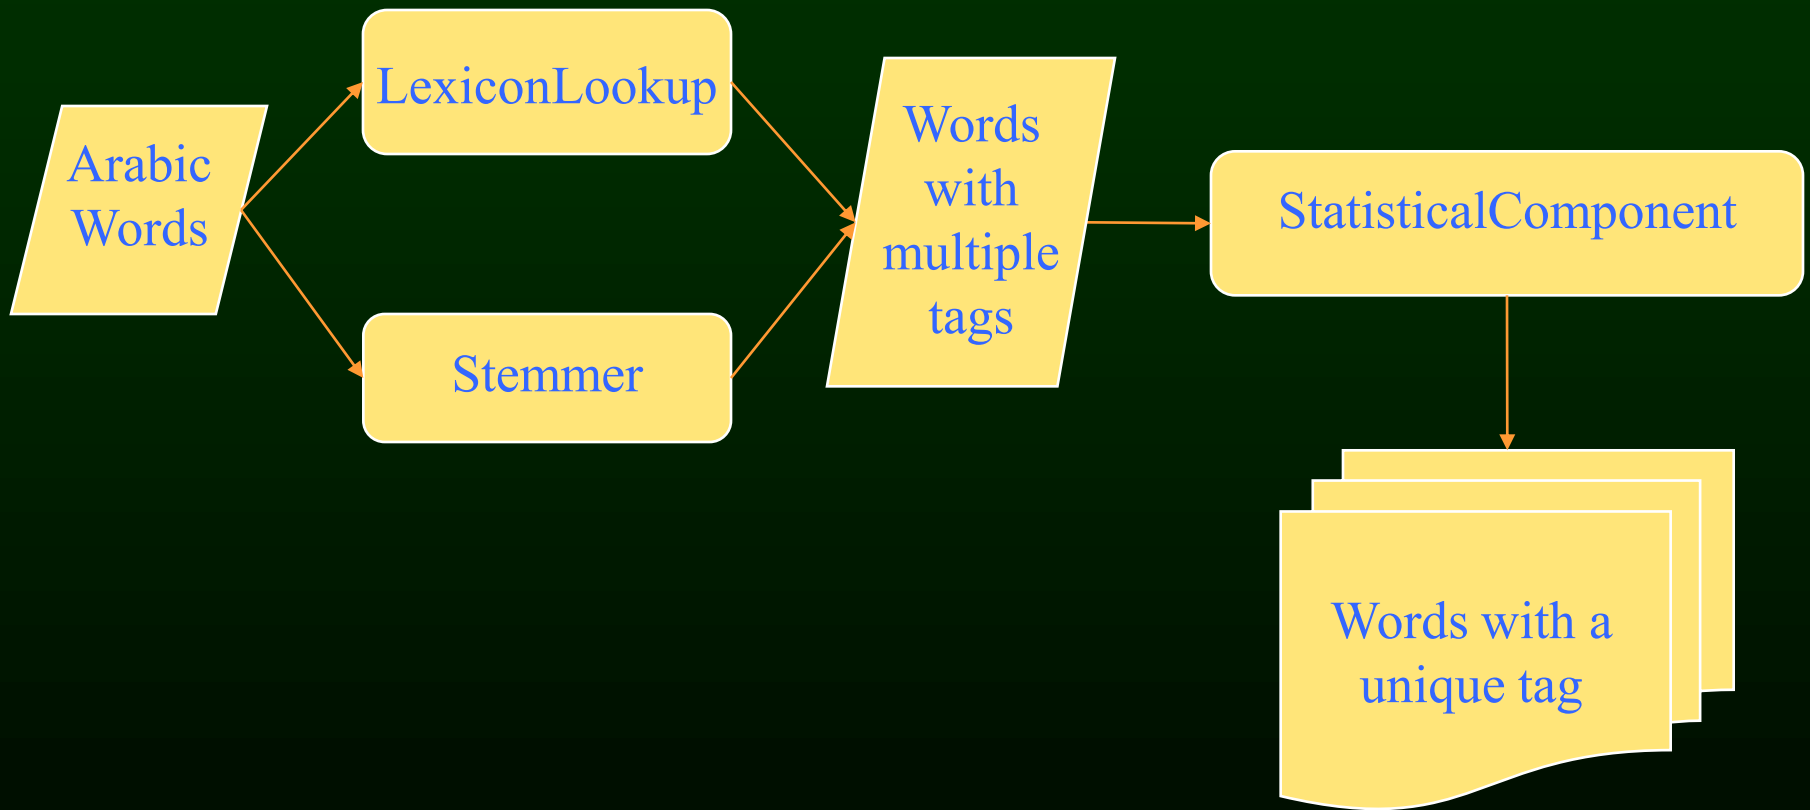 Arabic
Words
LexiconLookup
Stemmer
Words
with
multiple
tags
StatisticalComponent
Words with a
unique tag